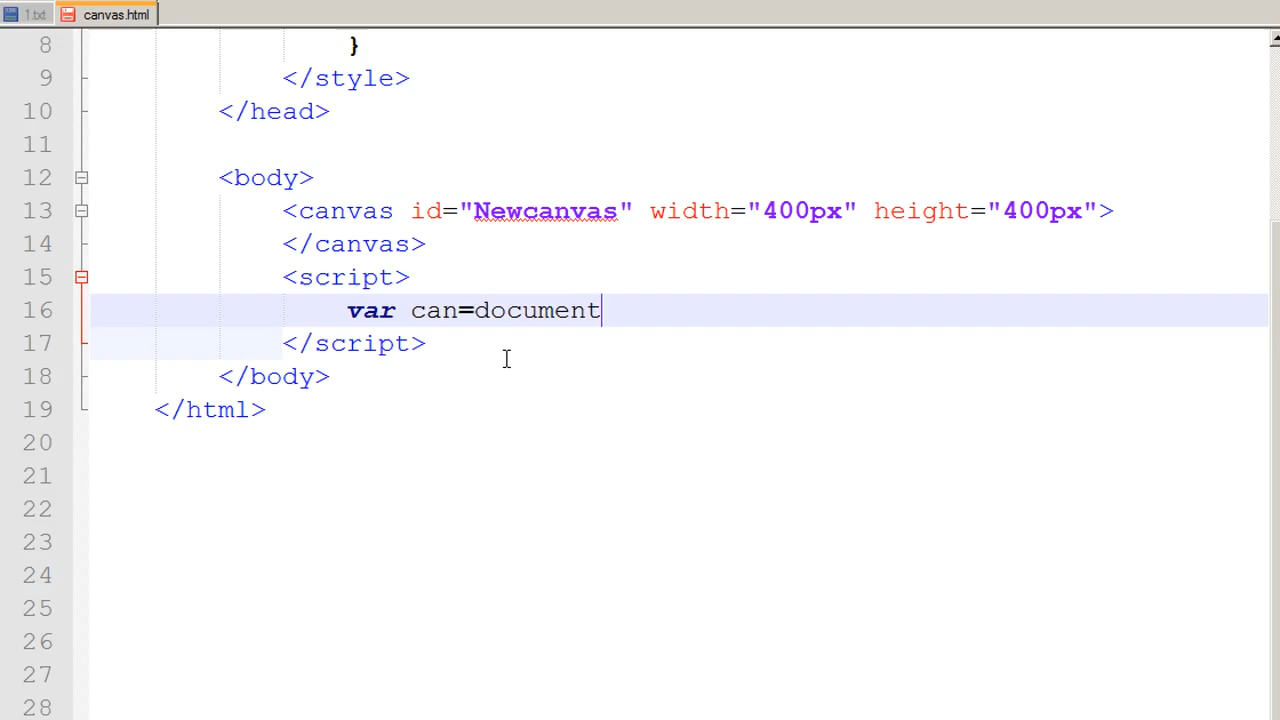 1.txt canvas.html
8 }
9 </style>
10 </head>
11
12 <body>
13 <canvas id="Newcanvas" width="400px" height="400px">
14 </canvas>
15 <script>
16 var can=document
17 </script>
18 </body>
19 </html>
20
21
22
23
24
25
26
27
28